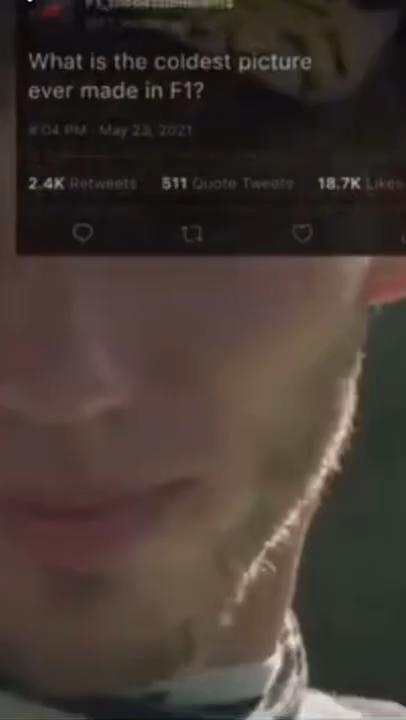 What is the coldest picture
ever made in F1?
4:04 PM · May 23, 2021
2.4K Retweets 511 Quote Tweets 18.7K Likes